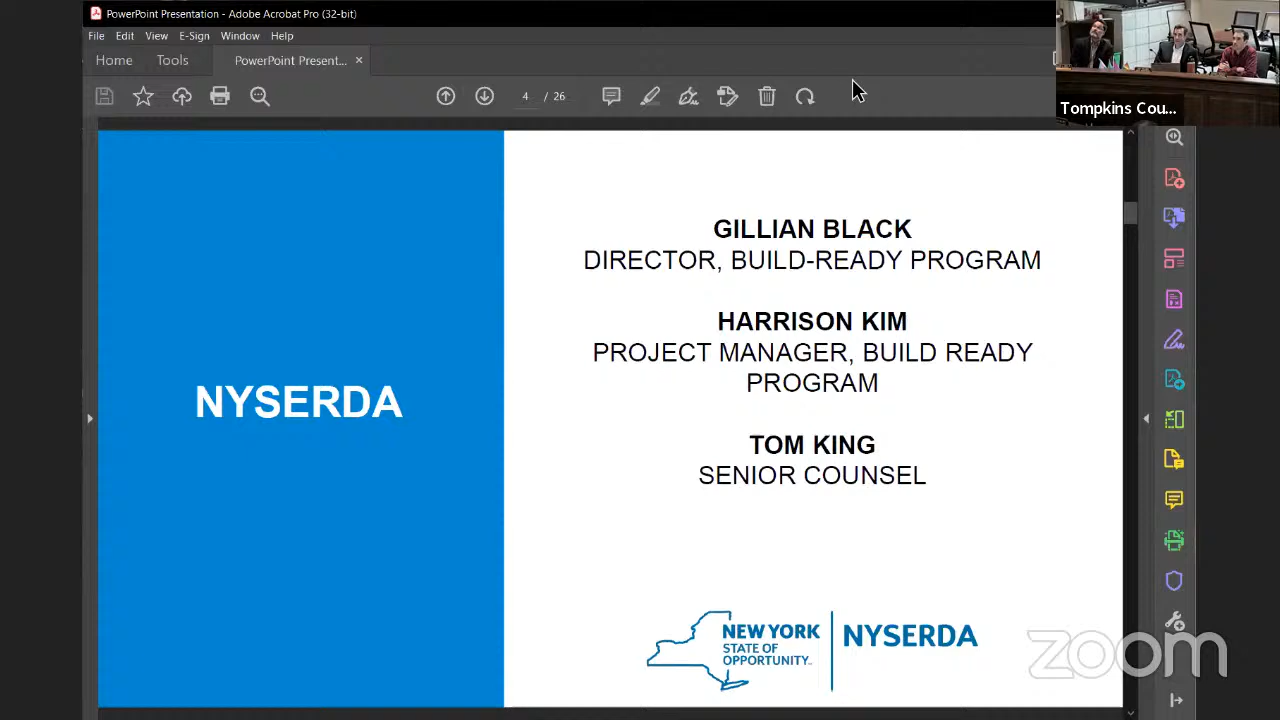 PowerPoint Presentation - Adobe Acrobat Pro (32-bit)
File Edit View E-Sign Window Help
Home Tools PowerPoint Present... ×
4 / 26
Tompkins Cou...
NYSERDA
GILLIAN BLACK
DIRECTOR, BUILD-READY PROGRAM
HARRISON KIM
PROJECT MANAGER, BUILD READY
PROGRAM
TOM KING
SENIOR COUNSEL
NEW YORK
STATE OF
OPPORTUNITY™
NYSERDA
zoom